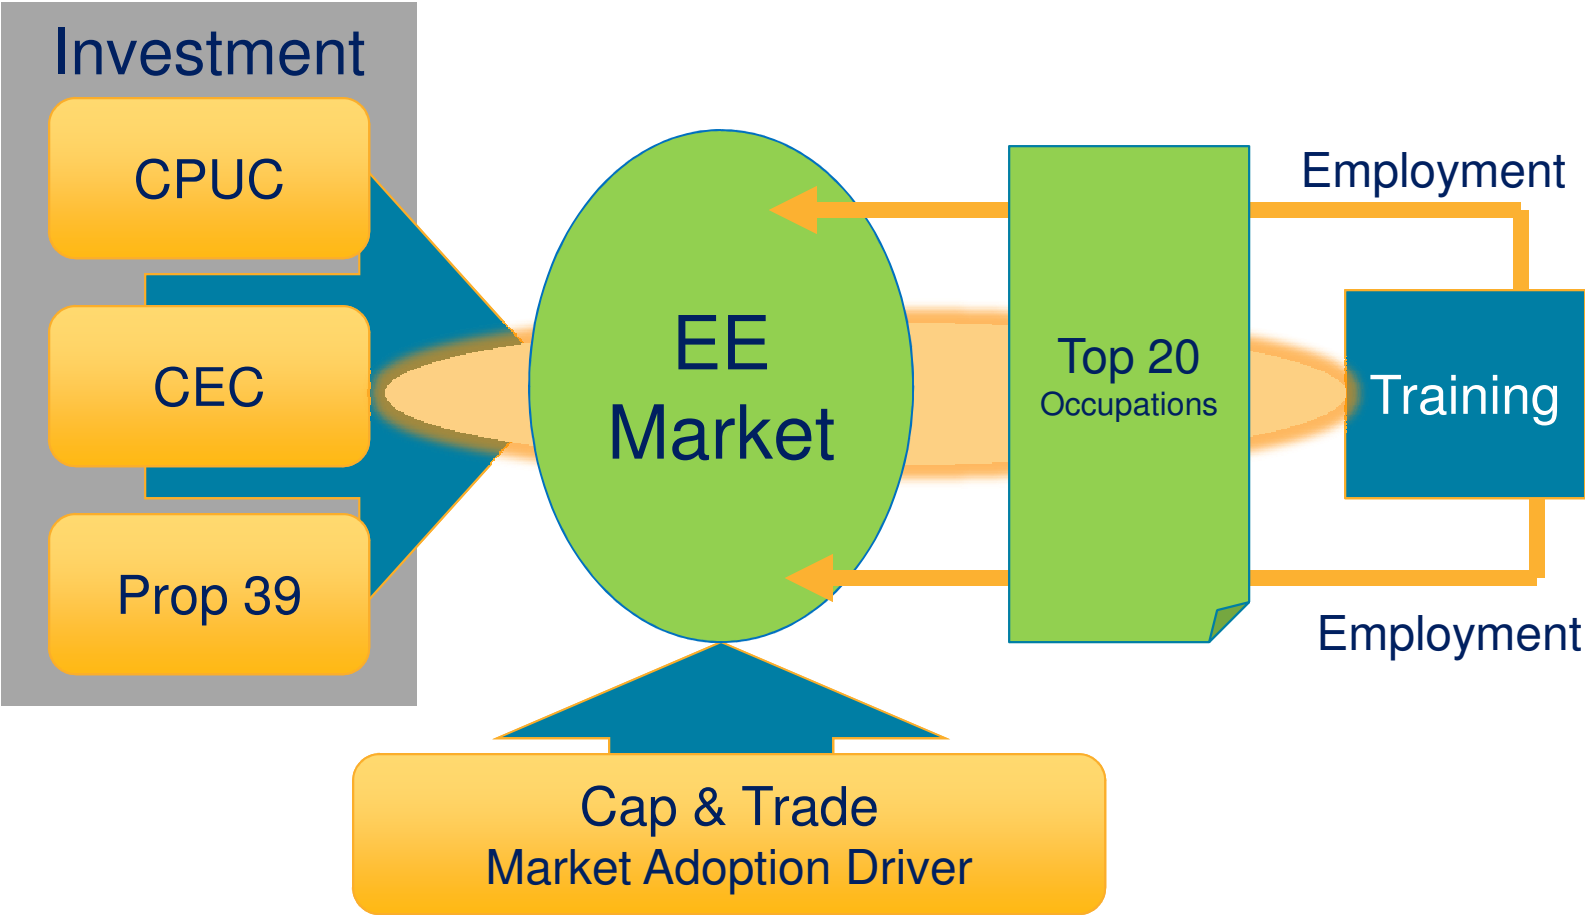 Investment
CPUC
CEC
Prop 39
EE
Market
Top 20
Occupations
Employment
Training
Employment
Cap & Trade
Market Adoption Driver